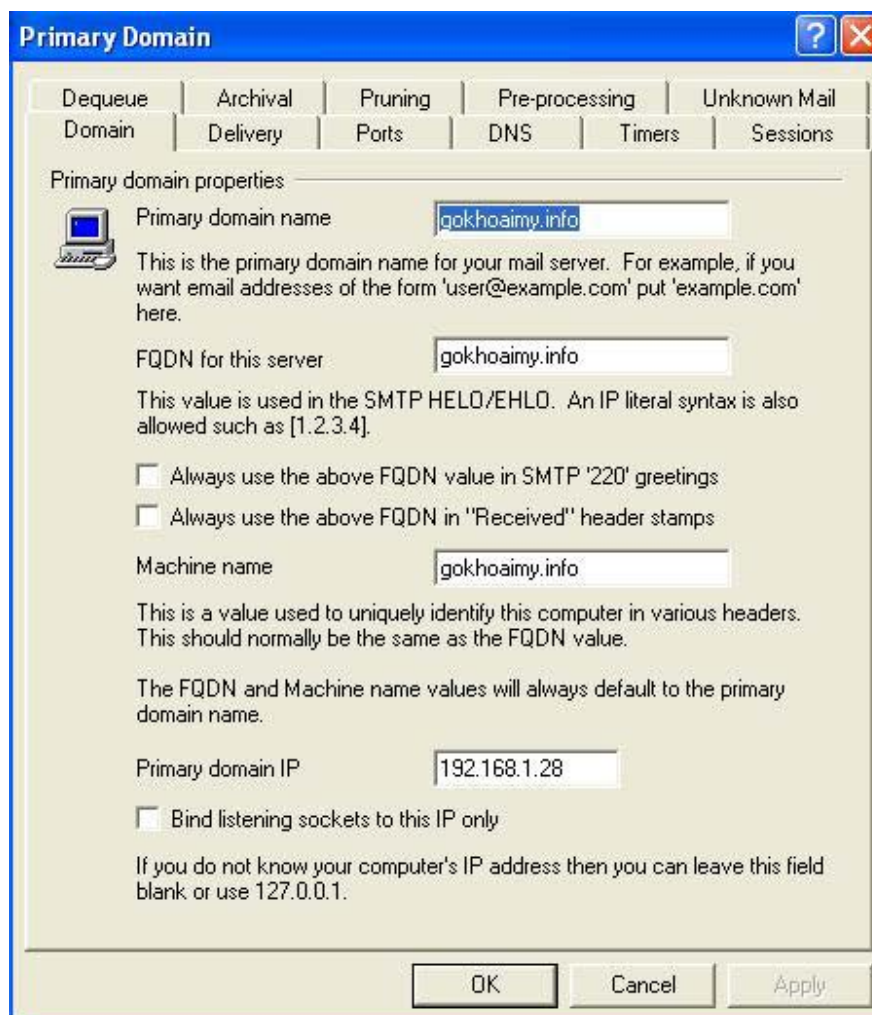 Primary Domain
Dequeue Archival Pruning Pre-processing Unknown Mail
Domain Delivery Ports DNS Timers Sessions
Primary domain properties
Primary domain name gokhoaimy.info
This is the primary domain name for your mail server. For example, if you
want email addresses of the form 'user@example.com' put 'example.com'
here.
FQDN for this server gokhoaimy.info
This value is used in the SMTP HELO/EHLO. An IP literal syntax is also
allowed such as [1.2.3.4].
Always use the above FQDN value in SMTP '220' greetings
Always use the above FQDN in "Received" header stamps
Machine name gokhoaimy.info
This is a value used to uniquely identify this computer in various headers.
This should normally be the same as the FQDN value.
The FQDN and Machine name values will always default to the primary
domain name.
Primary domain IP 192.168.1.28
Bind listening sockets to this IP only
If you do not know your computer's IP address then you can leave this field
blank or use 127.0.0.1.
OK Cancel Apply